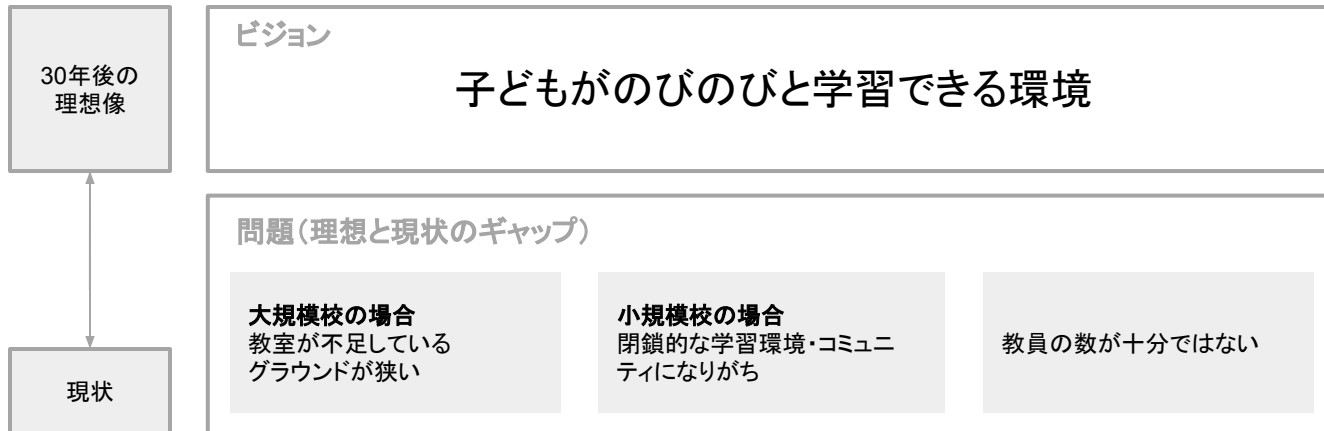 30年後の
理想像
ビジョン
子どもがのびのびと学習できる環境
問題（理想と現状のギャップ）
大規模校の場合
教室が不足している
グラウンドが狭い
小規模校の場合
閉鎖的な学習環境・コミュニ
ティになりがち
教員の数が十分ではない
現状